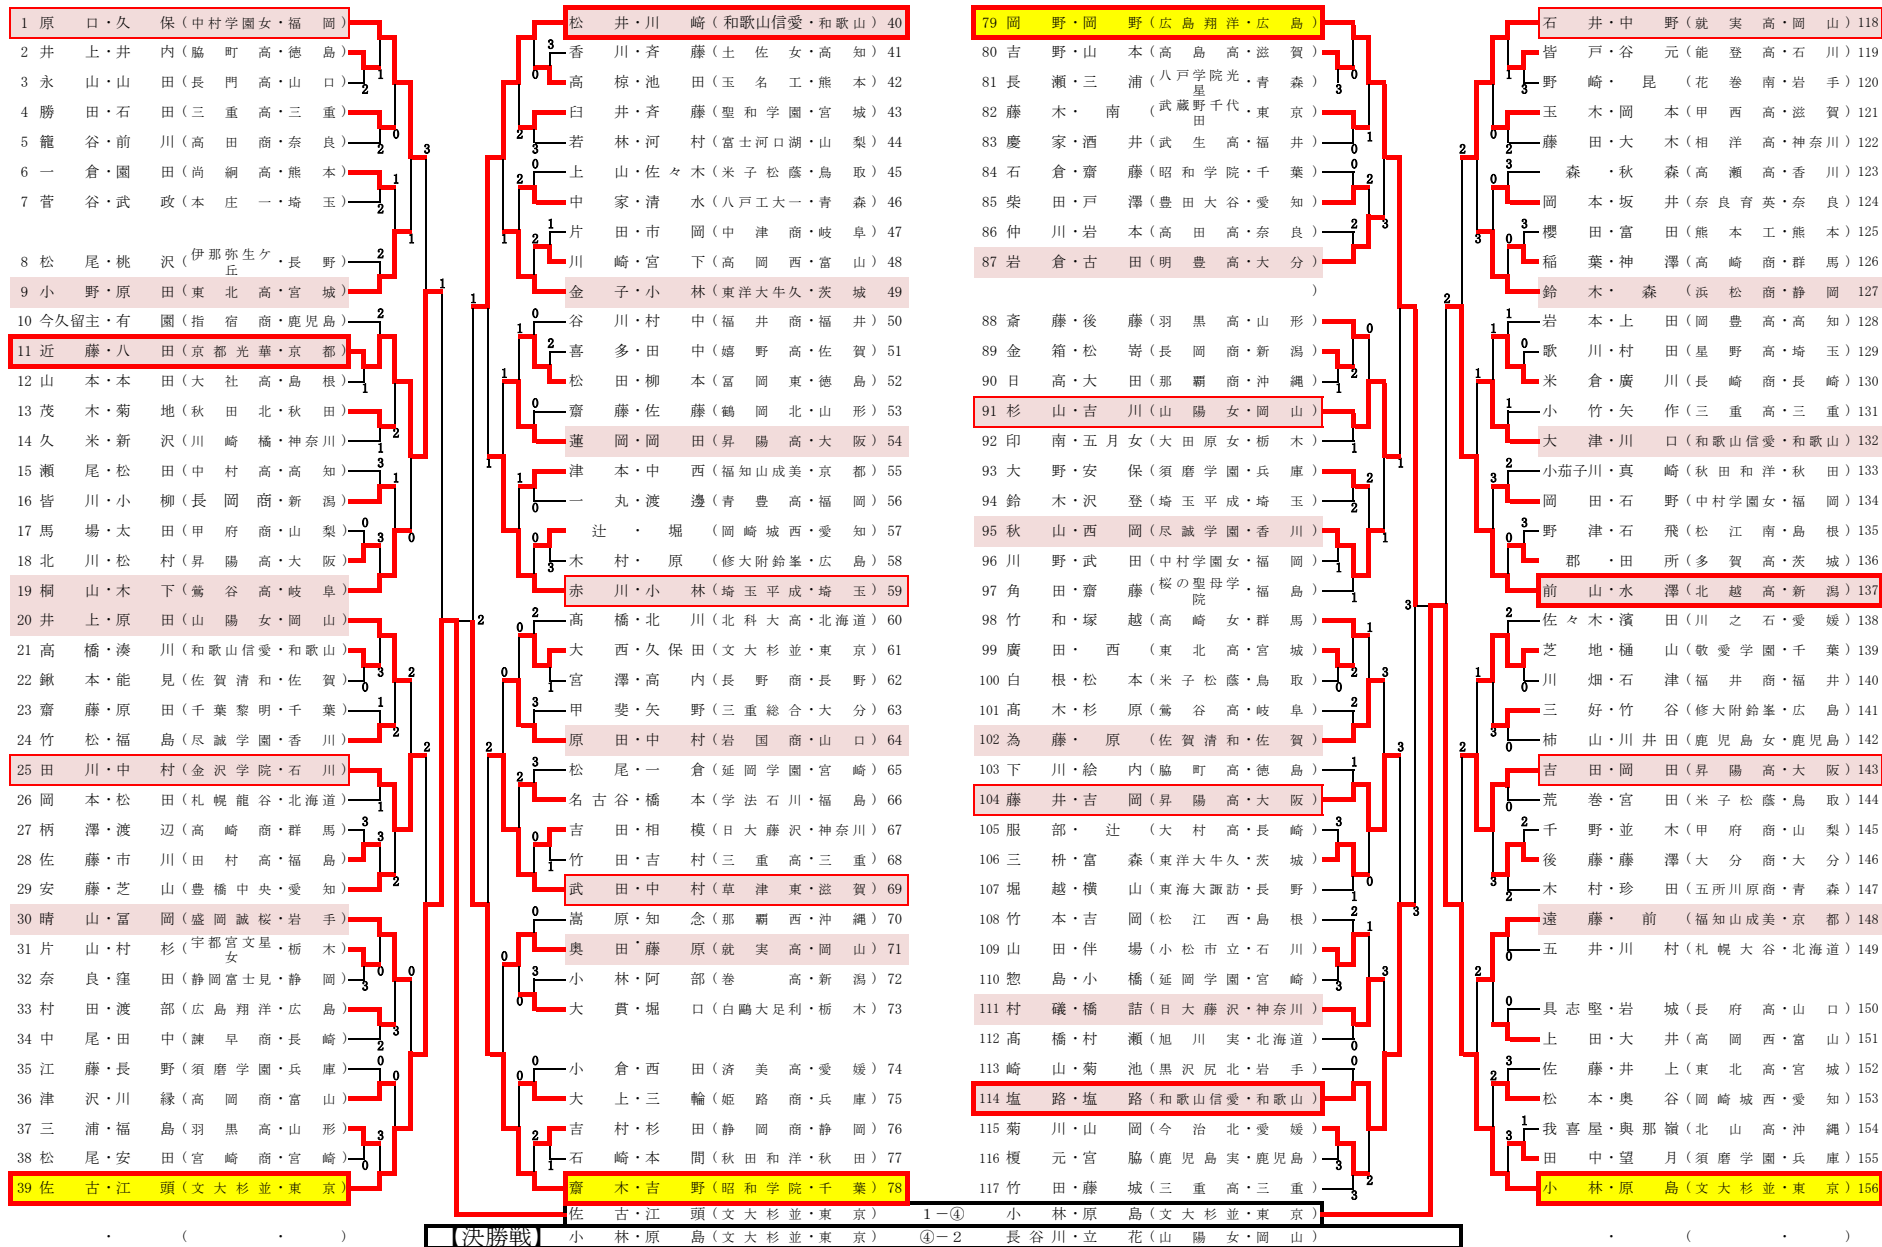 1 原 口・久 保(中村学園女・福 岡)
2 井 上・井 内(脇 町 高・徳 島)
3 永 山・山 田(長 門 高・山 口)
4 勝 田・石 田(三 重 高・三 重)
5 籠 谷・前 川(高 田 商・奈 良)
6 一 倉・園 田(尚 絅 高・熊 本)
7 菅 谷・武 政(本 庄 一・埼 玉)
8 松 尾・桃 沢(伊那弥生ケ丘・長 野)
9 小 野・原 田(東 北 高・宮 城)
10 今久留主・有 園(指 宿 商・鹿児島)
11 近 藤・八 田(京 都 光 華・京 都)
12 山 本・本 田(大 社 高・島 根)
13 茂 木・菊 地(秋 田 北・秋 田)
14 久 米・新 沢(川 崎 橘・神奈川)
15 瀬 尾・松 田(中 村 高・高 知)
16 皆 川・小 柳(長 岡 商・新 潟)
17 馬 場・太 田(甲 府 商・山 梨)
18 北 川・松 村(昇 陽 高・大 阪)
19 桐 山・木 下(鶯 谷 高・岐 阜)
20 井 上・原 田(山 陽 女・岡 山)
21 高 橋・湊 川(和歌山信愛・和歌山)
22 鍬 本・能 見(佐 賀 清 和・佐 賀)
23 齋 藤・原 田(千 葉 黎 明・千 葉)
24 竹 松・福 島(尽 誠 学 園・香 川)
25 田 川・中 村(金 沢 学 院・石 川)
26 岡 本・松 田(札 幌 龍 谷・北海道)
27 柄 澤・渡 辺(高 崎 商・群 馬)
28 佐 藤・市 川(田 村 高・福 島)
29 安 藤・芝 山(豊 橋 中 央・愛 知)
30 晴 山・冨 岡(盛 岡 誠 桜・岩 手)
31 片 山・村 杉(宇都宮文星女・栃 木)
32 奈 良・窪 田(静岡富士見・静 岡)
33 村 田・渡 部(広 島 翔 洋・広 島)
34 中 尾・田 中(諫 早 商・長 崎)
35 江 藤・長 野(須 磨 学 園・兵 庫)
36 津 沢・川 縁(高 岡 商・富 山)
37 三 浦・福 島(羽 黒 高・山 形)
38 松 尾・安 田(宮 崎 商・宮 崎)
39 佐 古・江 頭(文 大 杉 並・東 京)
・ ( ・ )
松 井・川 﨑(和歌山信愛・和歌山)40
香 川・斉 藤(土 佐 女・高 知)41
高 椋・池 田(玉 名 工・熊 本)42
臼 井・斉 藤(聖 和 学 園・宮 城)43
若 林・河 村(富士河口湖・山 梨)44
上 山・佐々木(米 子 松 蔭・鳥 取)45
中 家・清 水(八戸工大一・青 森)46
片 田・市 岡(中 津 商・岐 阜)47
川 崎・宮 下(高 岡 西・富 山)48
金 子・小 林(東洋大牛久・茨 城 49
谷 川・村 中(福 井 商・福 井)50
喜 多・田 中(嬉 野 高・佐 賀)51
松 田・柳 本(冨 岡 東・徳 島)52
齋 藤・佐 藤(鶴 岡 北・山 形)53
蓮 岡・岡 田(昇 陽 高・大 阪)54
津 本・中 西(福知山成美・京 都)55
一 丸・渡 邊(青 豊 高・福 岡)56
辻 ・ 堀 (岡 崎 城 西・愛 知)57
木 村・ 原 (修大附鈴峯・広 島)58
赤 川・小 林(埼 玉 平 成・埼 玉)59
髙 橋・北 川(北 科 大 高・北海道)60
大 西・久保田(文 大 杉 並・東 京)61
宮 澤・高 内(長 野 商・長 野)62
甲 斐・矢 野(三 重 総 合・大 分)63
原 田・中 村(岩 国 商・山 口)64
松 尾・一 倉(延 岡 学 園・宮 崎)65
名古谷・橋 本(学 法 石 川・福 島)66
吉 田・相 模(日 大 藤 沢・神奈川)67
竹 田・吉 村(三 重 高・三 重)68
武 田・中 村(草 津 東・滋 賀)69
嵩 原・知 念(那 覇 西・沖 縄)70
奥 田・藤 原(就 実 高・岡 山)71
小 林・阿 部(巻 高・新 潟)72
大 貫・堀 口(白鷗大足利・栃 木)73
小 倉・西 田(済 美 高・愛 媛)74
大 上・三 輪(姫 路 商・兵 庫)75
吉 村・杉 田(静 岡 商・静 岡)76
石 崎・本 間(秋 田 和 洋・秋 田)77
齋 木・吉 野(昭 和 学 院・千 葉)78
79 岡 野・岡 野(広 島 翔 洋・広 島)
80 吉 野・山 本(高 島 高・滋 賀)
81 長 瀬・三 浦(八戸学院光星・青 森)
82 藤 木・ 南 (武蔵野千代田・東 京)
83 慶 家・酒 井(武 生 高・福 井)
84 石 倉・齋 藤(昭 和 学 院・千 葉)
85 柴 田・戸 澤(豊 田 大 谷・愛 知)
86 仲 川・岩 本(高 田 高・奈 良)
87 岩 倉・古 田(明 豊 高・大 分)
)
88 斎 藤・後 藤(羽 黒 高・山 形)
89 金 箱・松 嵜(長 岡 商・新 潟)
90 日 高・大 田(那 覇 商・沖 縄)
91 杉 山・吉 川(山 陽 女・岡 山)
92 印 南・五月女(大 田 原 女・栃 木)
93 大 野・安 保(須 磨 学 園・兵 庫)
94 鈴 木・沢 登(埼 玉 平 成・埼 玉)
95 秋 山・西 岡(尽 誠 学 園・香 川)
96 川 野・武 田(中村学園女・福 岡)
97 角 田・齋 藤(桜の聖母学院・福 島)
98 竹 和・塚 越(高 崎 女・群 馬)
99 廣 田・ 西 (東 北 高・宮 城)
100 白 根・松 本(米 子 松 蔭・鳥 取)
101 髙 木・杉 原(鶯 谷 高・岐 阜)
102 為 藤・ 原 (佐 賀 清 和・佐 賀)
103 下 川・絵 内(脇 町 高・徳 島)
104 藤 井・吉 岡(昇 陽 高・大 阪)
105 服 部・ 辻 (大 村 高・長 崎)
106 三 枡・富 森(東洋大牛久・茨 城)
107 堀 越・横 山(東海大諏訪・長 野)
108 竹 本・吉 岡(松 江 西・島 根)
109 山 田・伴 場(小 松 市 立・石 川)
110 惣 島・小 橋(延 岡 学 園・宮 崎)
111 村 礒・橋 詰(日 大 藤 沢・神奈川)
112 髙 橋・村 瀬(旭 川 実・北海道)
113 崎 山・菊 池(黒 沢 尻 北・岩 手)
114 塩 路・塩 路(和歌山信愛・和歌山)
115 菊 川・山 岡(今 治 北・愛 媛)
116 榎 元・宮 脇(鹿 児 島 実・鹿児島)
117 竹 田・藤 城(三 重 高・三 重)
石 井・中 野(就 実 高・岡 山)118
皆 戸・谷 元(能 登 高・石 川)119
野 崎・ 昆 (花 巻 南・岩 手)120
玉 木・岡 本(甲 西 高・滋 賀)121
藤 田・大 木(相 洋 高・神奈川)122
森 ・秋 森(高 瀬 高・香 川)123
岡 本・坂 井(奈 良 育 英・奈 良)124
櫻 田・富 田(熊 本 工・熊 本)125
稲 葉・神 澤(高 崎 商・群 馬)126
鈴 木・ 森 (浜 松 商・静 岡 127
岩 本・上 田(岡 豊 高・高 知)128
歌 川・村 田(星 野 高・埼 玉)129
米 倉・廣 川(長 崎 商・長 崎)130
小 竹・矢 作(三 重 高・三 重)131
大 津・川 口(和歌山信愛・和歌山)132
小茄子川・真 崎(秋 田 和 洋・秋 田)133
岡 田・石 野(中村学園女・福 岡)134
野 津・石 飛(松 江 南・島 根)135
郡 ・田 所(多 賀 高・茨 城)136
前 山・水 澤(北 越 高・新 潟)137
佐々木・濱 田(川 之 石・愛 媛)138
芝 地・樋 山(敬 愛 学 園・千 葉)139
川 畑・石 津(福 井 商・福 井)140
三 好・竹 谷(修大附鈴峯・広 島)141
柿 山・川井田(鹿 児 島 女・鹿児島)142
吉 田・岡 田(昇 陽 高・大 阪)143
荒 巻・宮 田(米 子 松 蔭・鳥 取)144
千 野・並 木(甲 府 商・山 梨)145
後 藤・藤 澤(大 分 商・大 分)146
木 村・珍 田(五所川原商・青 森)147
遠 藤・ 前 (福知山成美・京 都)148
五 井・川 村(札 幌 大 谷・北海道)149
具志堅・岩 城(長 府 高・山 口)150
上 田・大 井(高 岡 西・富 山)151
佐 藤・井 上(東 北 高・宮 城)152
松 本・奥 谷(岡 崎 城 西・愛 知)153
我喜屋・與那嶺(北 山 高・沖 縄)154
田 中・望 月(須 磨 学 園・兵 庫)155
小 林・原 島(文 大 杉 並・東 京)156
・ ( ・ )
佐 古・江 頭(文 大 杉 並・東 京) 1－④ 小 林・原 島(文 大 杉 並・東 京)
【決勝戦】 小 林・原 島(文 大 杉 並・東 京) ④－2 長谷川・立 花(山 陽 女・岡 山)